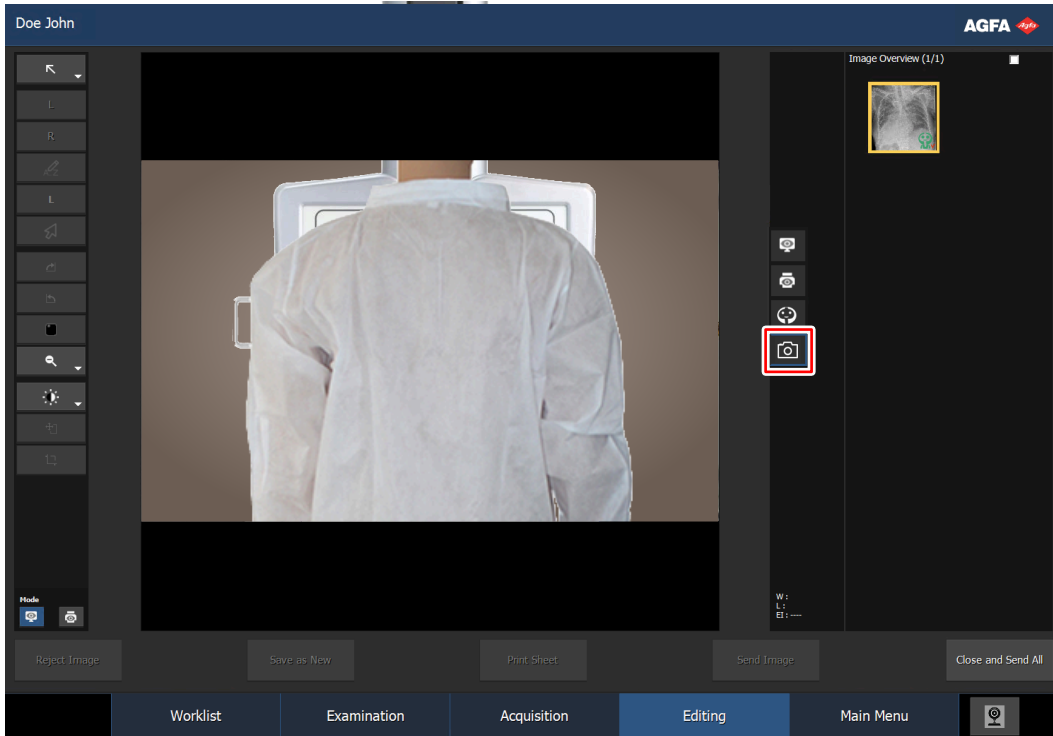 Doe John
AGFA
Agfa
Image Overview (1/1)
L
R
L
Mode
W :
L :
EI : ----
Reject Image
Save as New
Print Sheet
Send Image
Close and Send All
Worklist
Examination
Acquisition
Editing
Main Menu